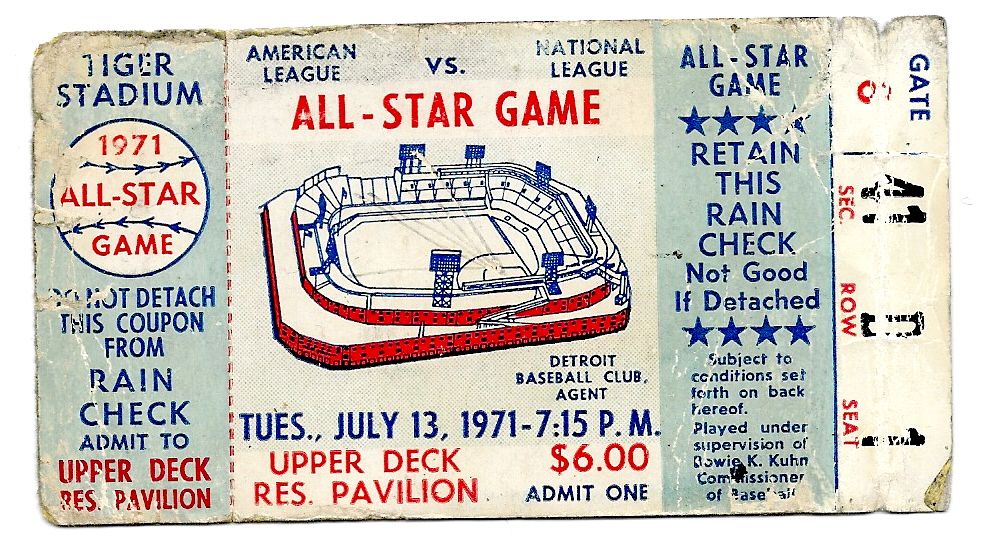 TIGER
STADIUM
1971
ALL-STAR
GAME
DO NOT DETACH
THIS COUPON
FROM
RAIN
CHECK
ADMIT TO
UPPER DECK
RES. PAVILION
AMERICAN
LEAGUE
VS.
NATIONAL
LEAGUE
ALL-STAR GAME
DETROIT
BASEBALL CLUB,
AGENT
TUES., JULY 13, 1971-7:15 P.M.
UPPER DECK
RES. PAVILION
$6.00
ADMIT ONE
ALL-STAR
GAME
RETAIN
THIS
RAIN
CHECK
Not Good
If Detached
Subject to
conditions set
forth on back
hereof.
Played under
supervision of
Bowie K. Kuhn
Commissioner
of Baseball
GATE
SEC.
ROW
SEAT